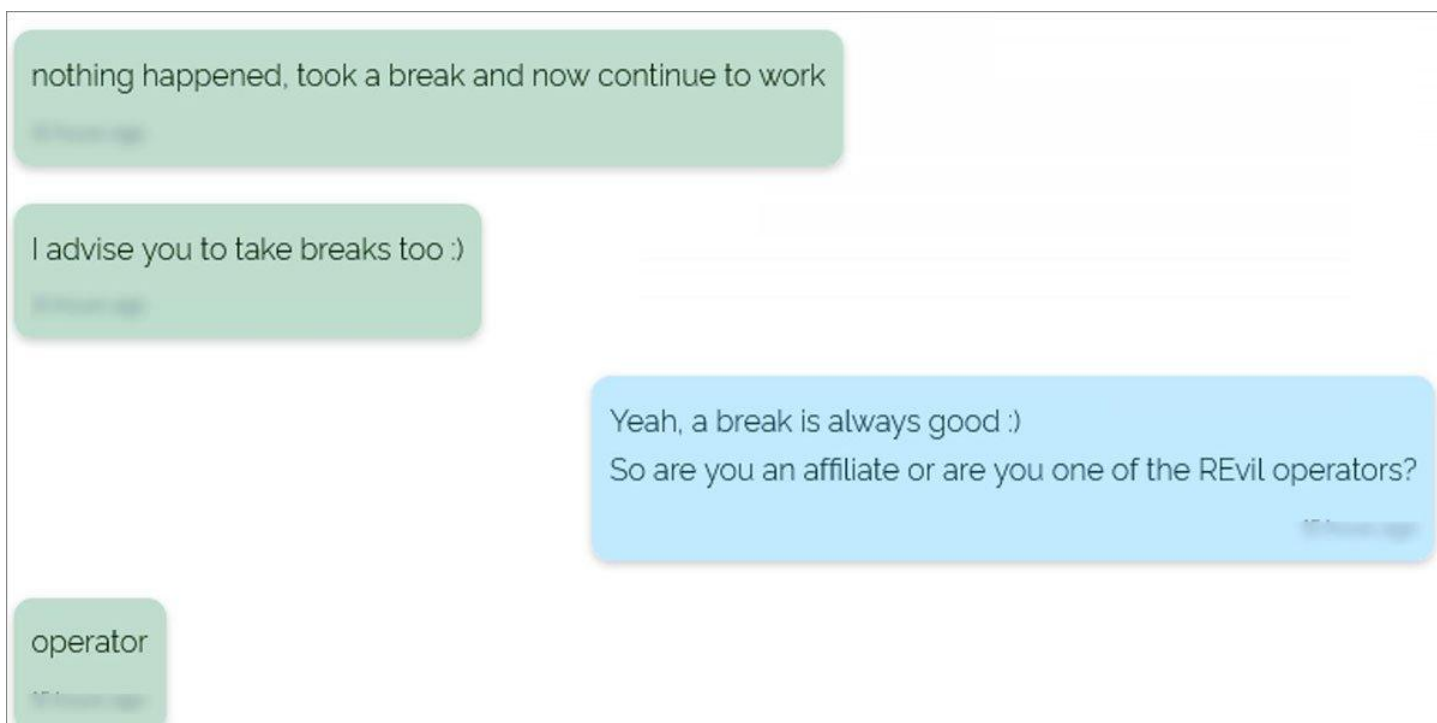 nothing happened, took a break and now continue to work
I advise you to take breaks too :)
Yeah, a break is always good :)
So are you an affiliate or are you one of the REvil operators?
operator